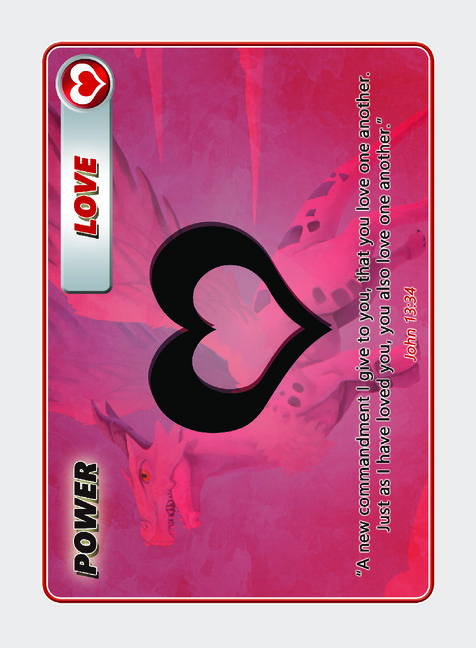 POWER
LOVE
“A new commandment I give to you, that you love one another.
Just as I have loved you, you also love one another.”
John 13:34